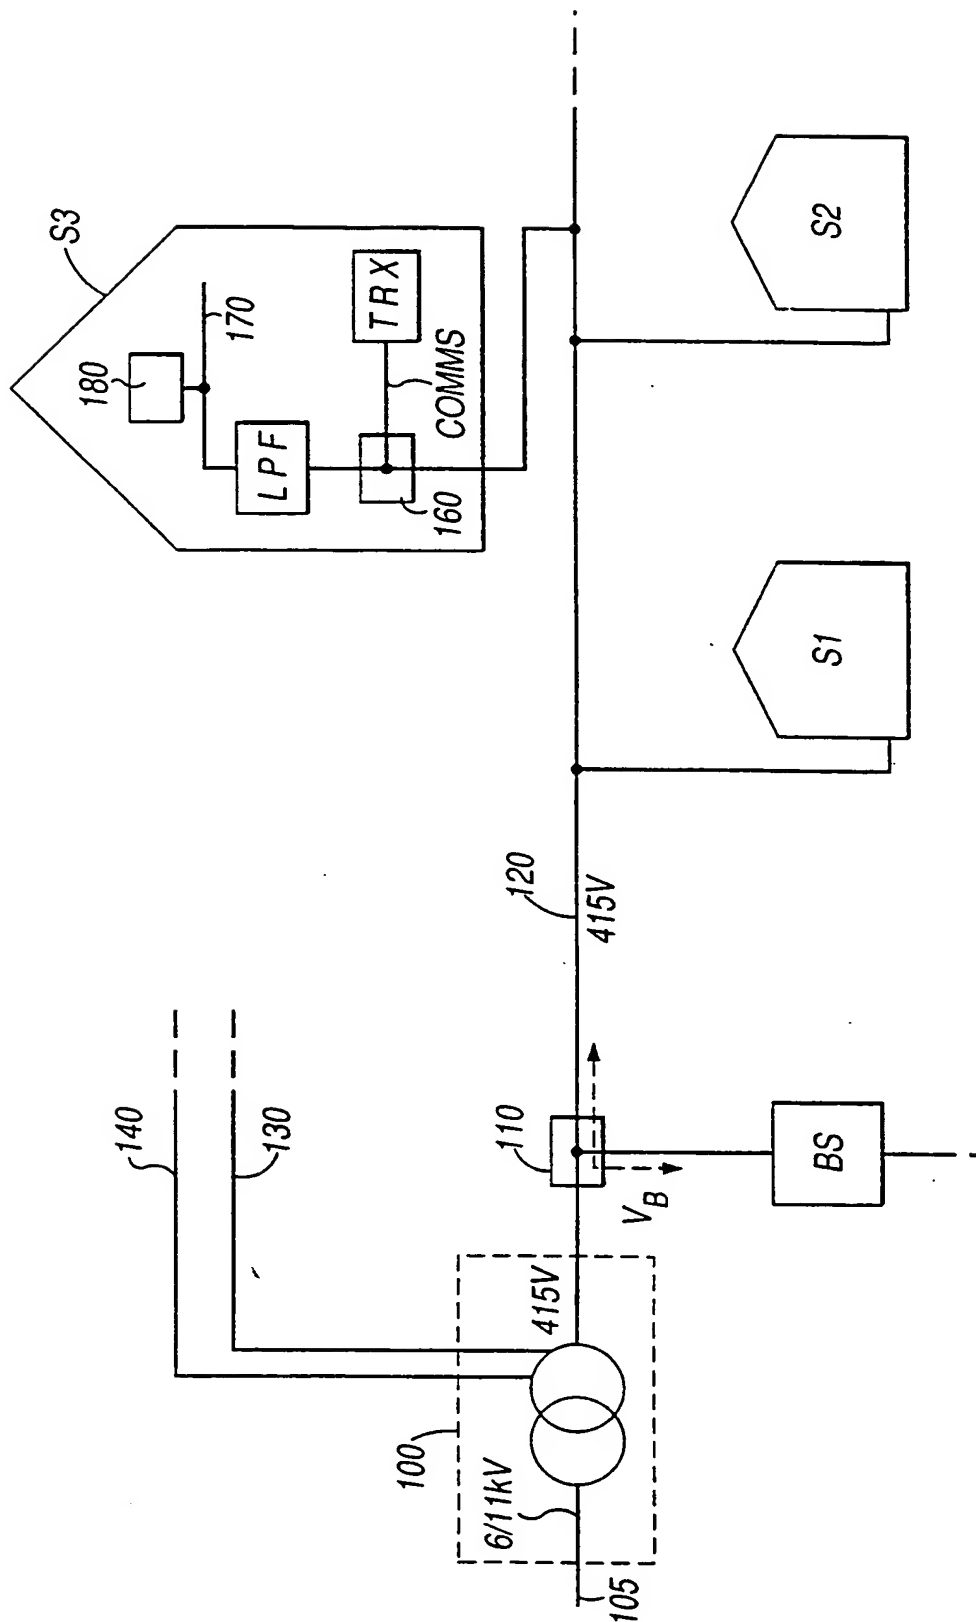 S3
180
170
LPF
TRX
COMMS
160
S2
S1
140
130
120
415V
110
V_B
BS
100
415V
6/11kV
105